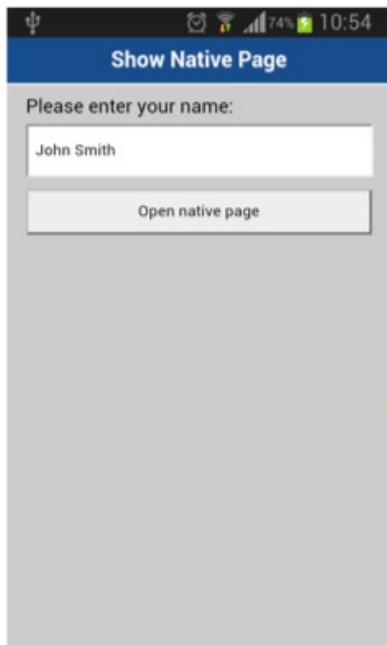 74% 10:54
Show Native Page
Please enter your name:
John Smith
Open native page